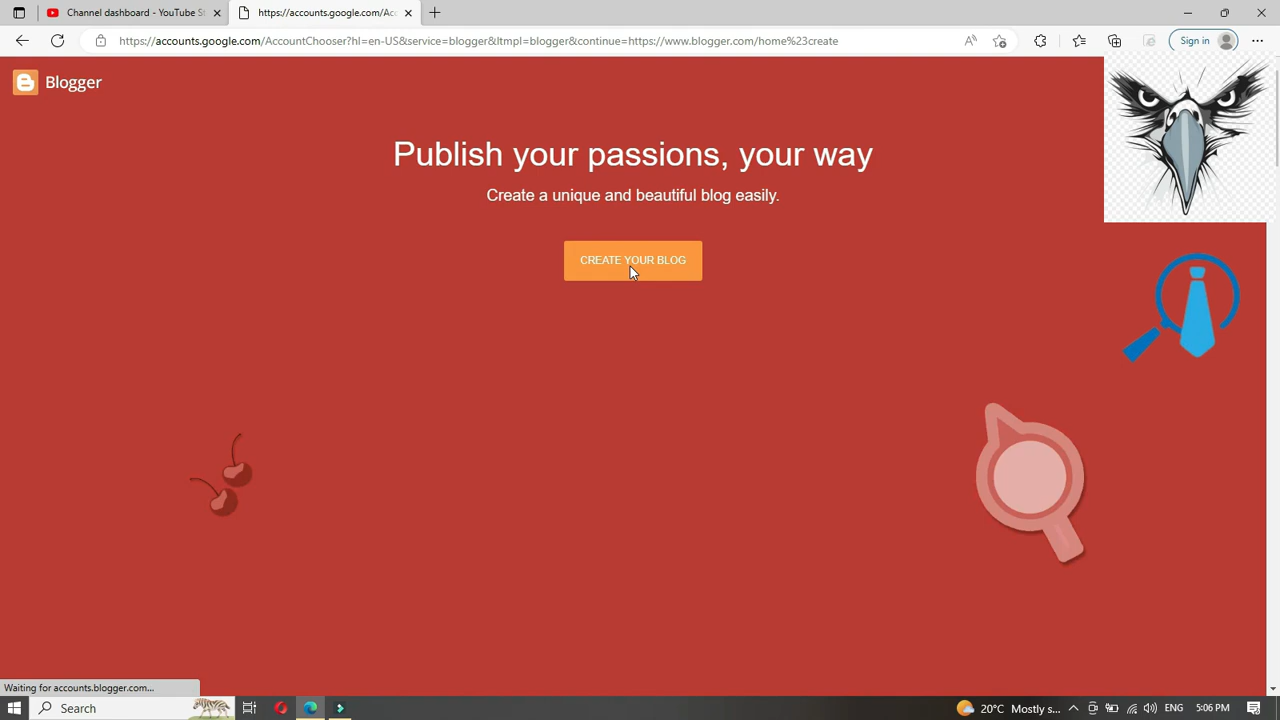 Channel dashboard - YouTube St
https://accounts.google.com/Acc
https://accounts.google.com/AccountChooser?hl=en-US&service=blogger&ltmpl=blogger&continue=https://www.blogger.com/home%23create
Sign in
Blogger
Publish your passions, your way
Create a unique and beautiful blog easily.
CREATE YOUR BLOG
Waiting for accounts.blogger.com...
Search
20°C Mostly s...
ENG
5:06 PM